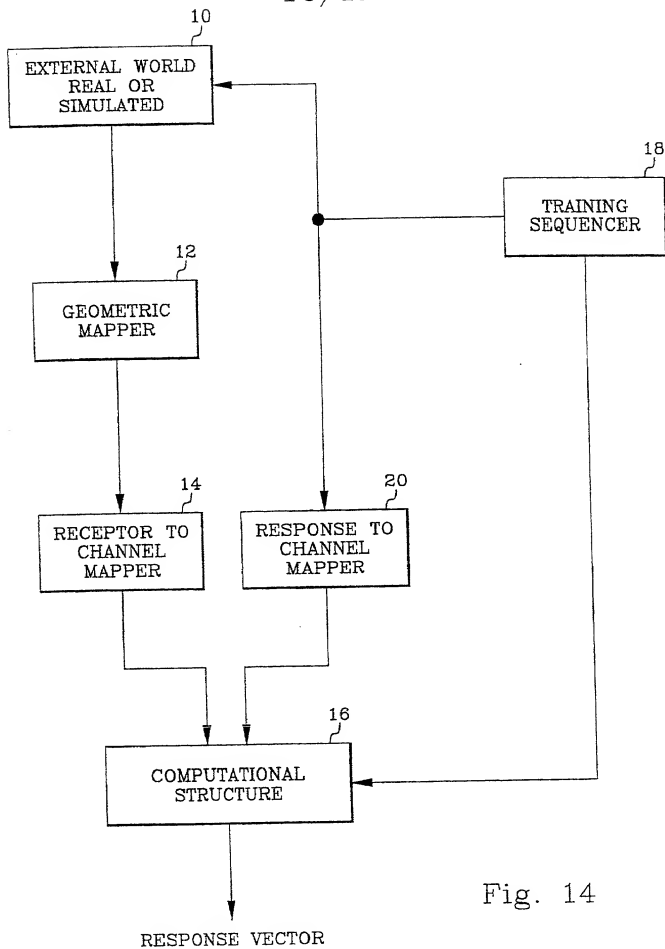 10
EXTERNAL WORLD
REAL OR
SIMULATED
18
TRAINING
SEQUENCER
12
GEOMETRIC
MAPPER
14
RECEPTOR TO
CHANNEL
MAPPER
20
RESPONSE TO
CHANNEL
MAPPER
16
COMPUTATIONAL
STRUCTURE
Fig. 14
RESPONSE VECTOR